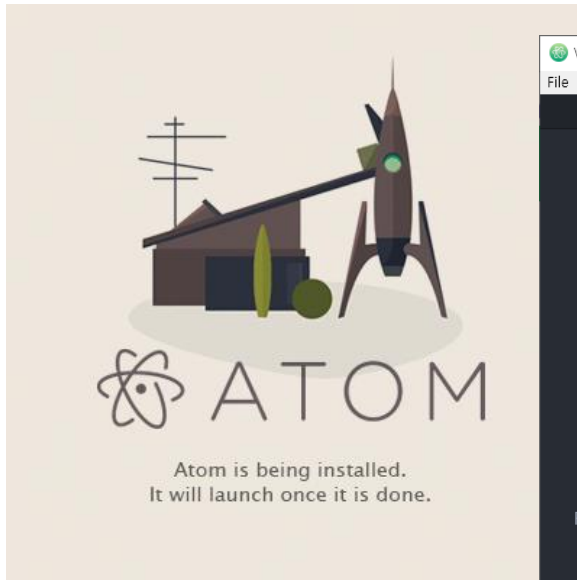 ATOM
Atom is being installed.
It will launch once it is done.
File